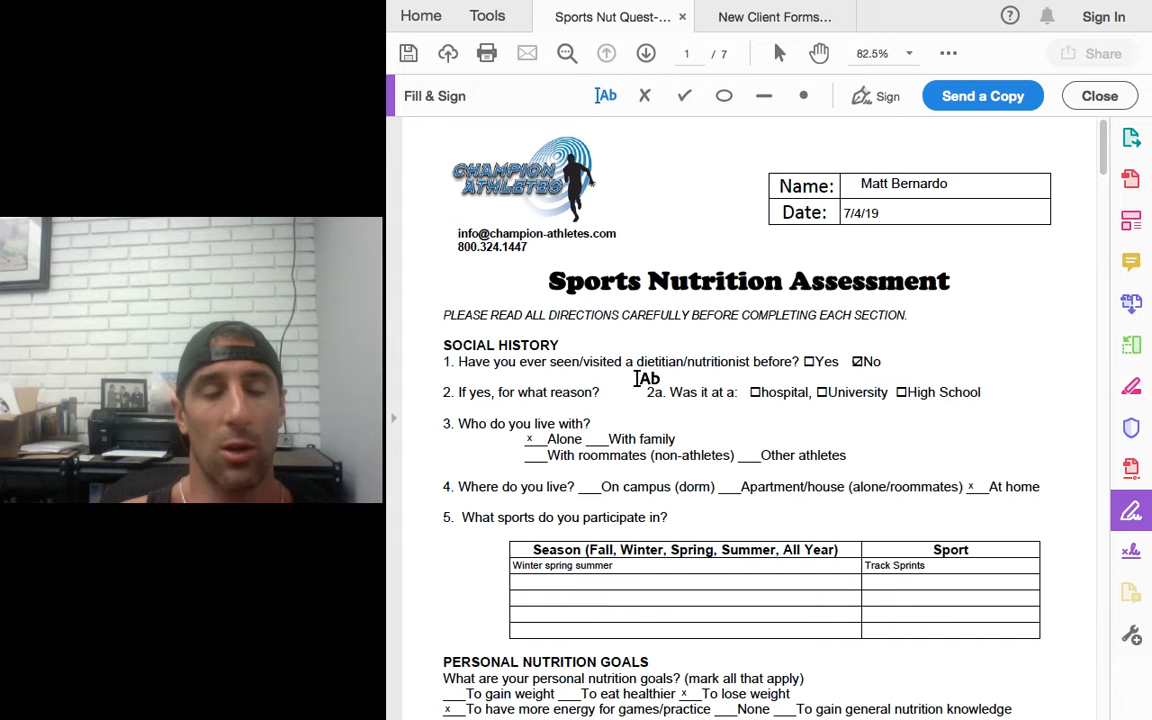 Home Tools Sports Nut Quest-... × New Client Forms... Sign In
1 / 7 82.5% Share
Fill & Sign Ab Sign Send a Copy Close
CHAMPION
ATHLETES
Name: Matt Bernardo
Date: 7/4/19
info@champion-athletes.com
800.324.1447
Sports Nutrition Assessment
PLEASE READ ALL DIRECTIONS CAREFULLY BEFORE COMPLETING EACH SECTION.
SOCIAL HISTORY
1. Have you ever seen/visited a dietitian/nutritionist before? ☐Yes ☑No
Ab
2. If yes, for what reason? 2a. Was it at a: ☐hospital, ☐University ☐High School
3. Who do you live with?
x__Alone ___With family
___With roommates (non-athletes) ___Other athletes
4. Where do you live? ___On campus (dorm) ___Apartment/house (alone/roommates) x__At home
5. What sports do you participate in?
Season (Fall, Winter, Spring, Summer, All Year) Sport
Winter spring summer Track Sprints
PERSONAL NUTRITION GOALS
What are your personal nutrition goals? (mark all that apply)
___To gain weight ___To eat healthier x__To lose weight
x__To have more energy for games/practice ___None ___To gain general nutrition knowledge